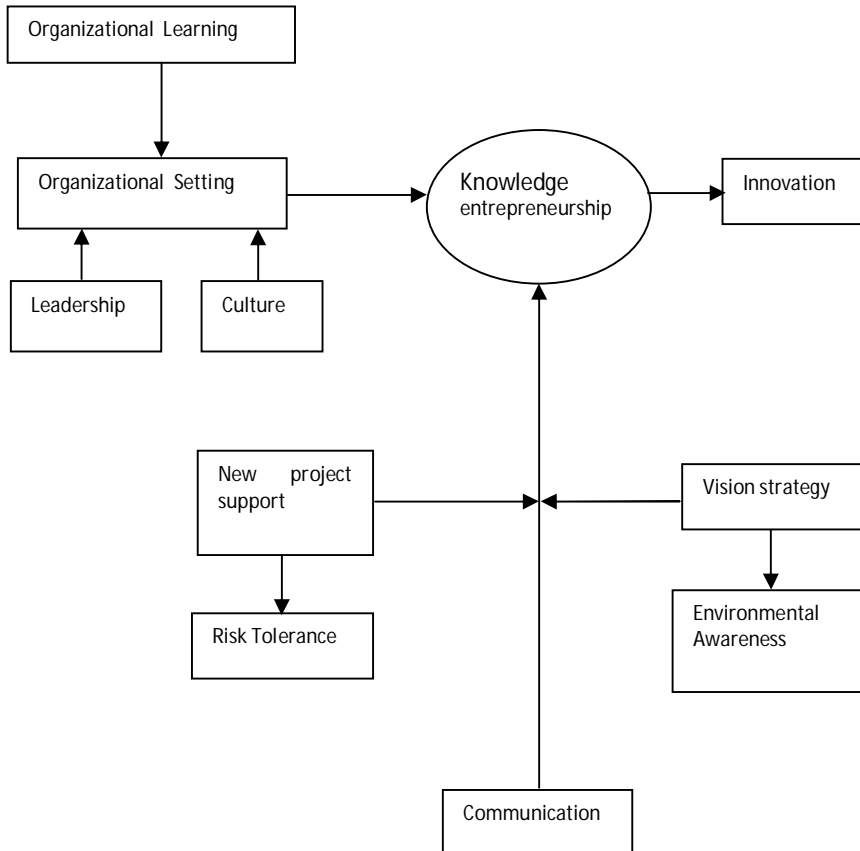 Organizational Learning
Organizational Setting
Knowledge
entrepreneurship
Innovation
Leadership
Culture
New project
support
Vision strategy
Risk Tolerance
Environmental
Awareness
Communication